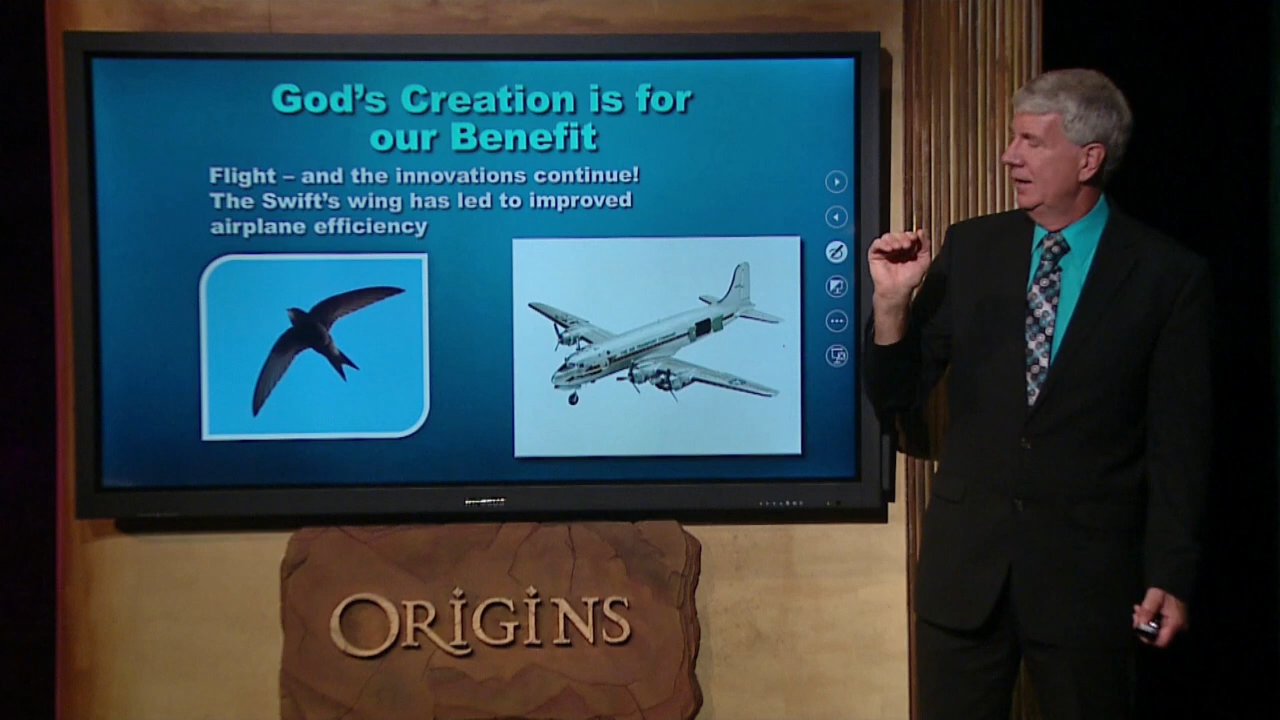 God's Creation is for
our Benefit
Flight – and the innovations continue!
The Swift's wing has led to improved
airplane efficiency
ORIGINS